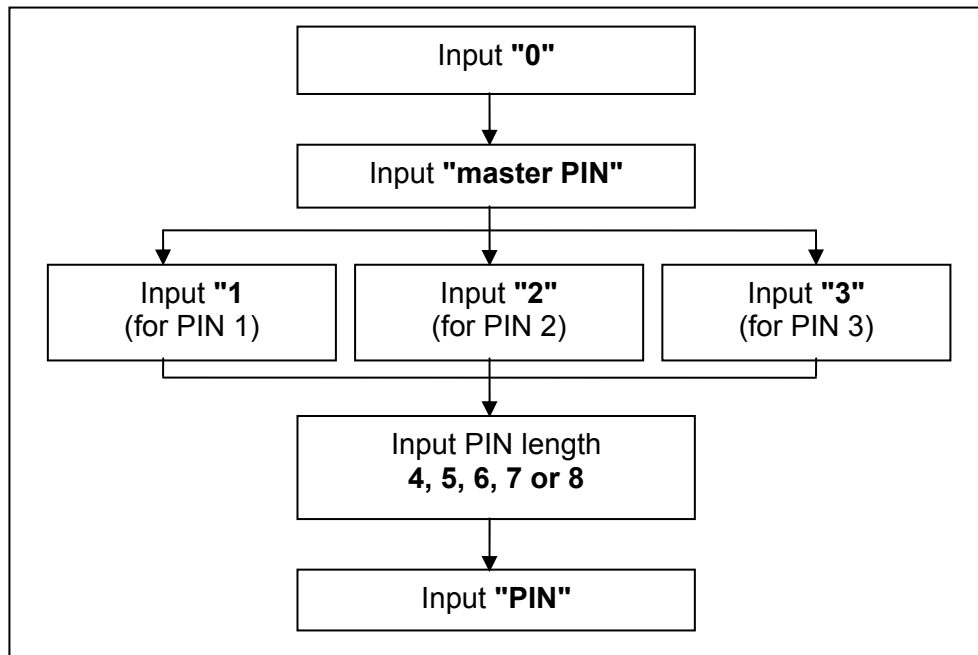 Input "0"
Input "master PIN"
Input "1
(for PIN 1)
Input "2"
(for PIN 2)
Input "3"
(for PIN 3)
Input PIN length
4, 5, 6, 7 or 8
Input "PIN"